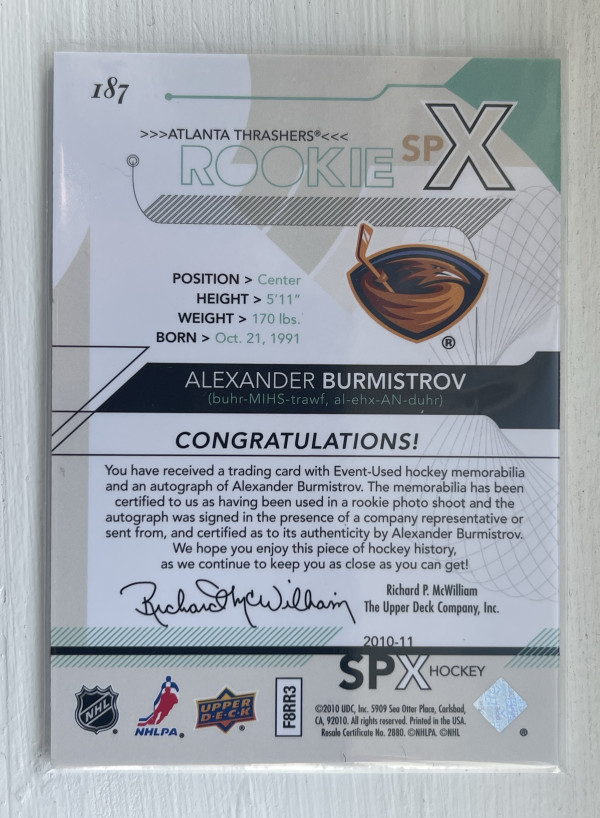 187
>>>ATLANTA THRASHERS®<<<
ROOKIE SPX
®
POSITION > Center
HEIGHT > 5'11"
WEIGHT > 170 lbs.
BORN > Oct. 21, 1991
ALEXANDER BURMISTROV
(buhr-MIHS-trawf, al-ehx-AN-duhr)
CONGRATULATIONS!
You have received a trading card with Event-Used hockey memorabilia
and an autograph of Alexander Burmistrov. The memorabilia has been
certified to us as having been used in a rookie photo shoot and the
autograph was signed in the presence of a company representative or
sent from, and certified as to its authenticity by Alexander Burmistrov.
We hope you enjoy this piece of hockey history,
as we continue to keep you as close as you can get!
Richard McWilliam
Richard P. McWilliam
The Upper Deck Company, Inc.
2010-11
SPX HOCKEY
NHL
NHLPA
UPPER DECK
F8RR3
©2010 UDC, Inc. 5909 Sea Otter Place, Carlsbad,
CA, 92010. All rights reserved. Printed in the USA.
Resale Certificate No. 2880. ©NHLPA. ©NHL
®